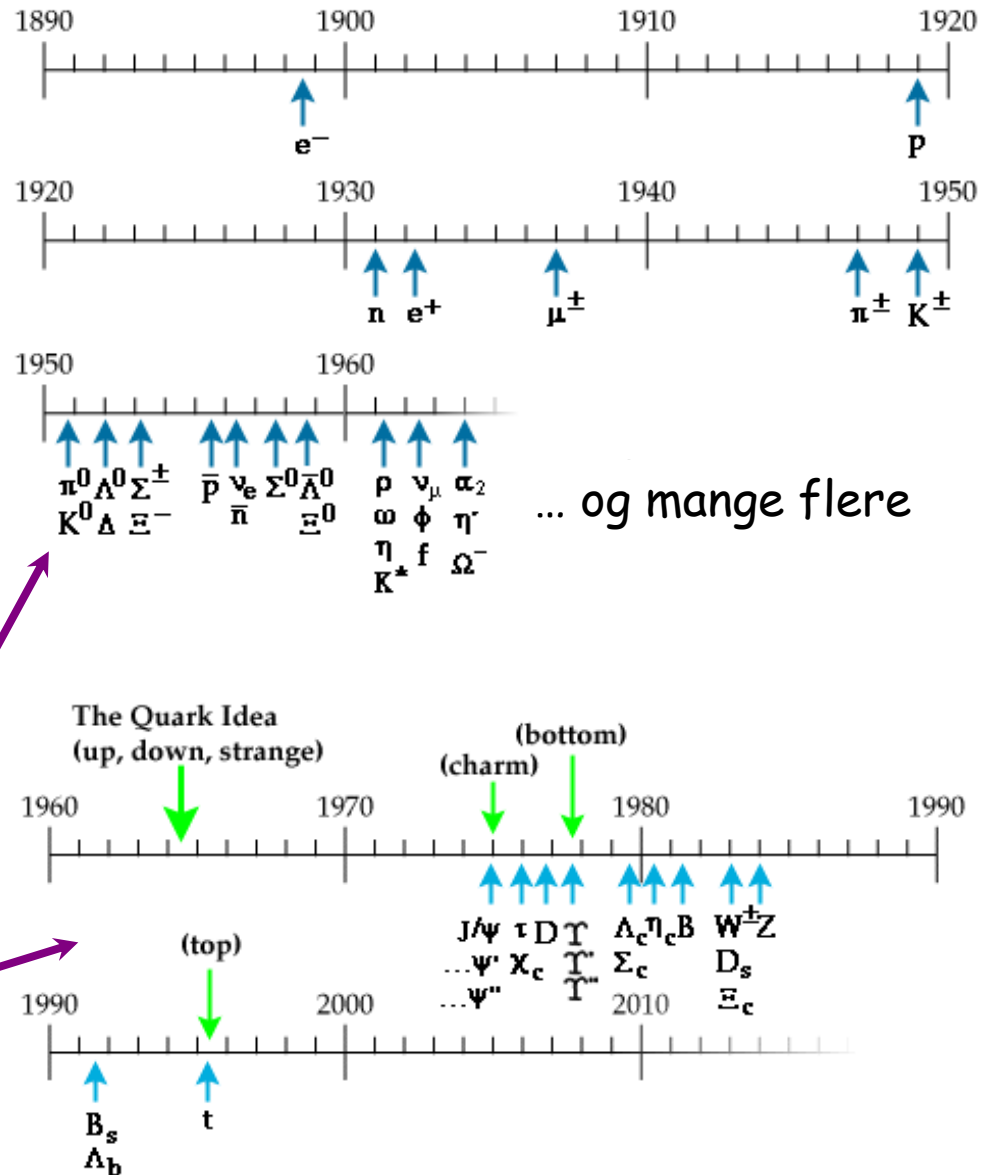 1890 1900 1910 1920
e⁻ p
1920 1930 1940 1950
n e⁺ μ± π± K±
1950 1960
π⁰ Λ⁰ Σ± p̄ νe Σ⁰ Λ̄⁰ ρ νμ α₂
K⁰ Δ Ξ⁻ n̄ Ξ⁰ ω ϕ η′
η f Ω⁻
K*
... og mange flere
The Quark Idea
(up, down, strange)
(bottom)
(charm)
1960 1970 1980 1990
J/ψ τ D ϒ Λc ηc B W± Z
...ψ' χc ϒ' Σc Ds
...ψ" ϒ" Ξc
(top)
1990 2000 2010
Bs t
Λb